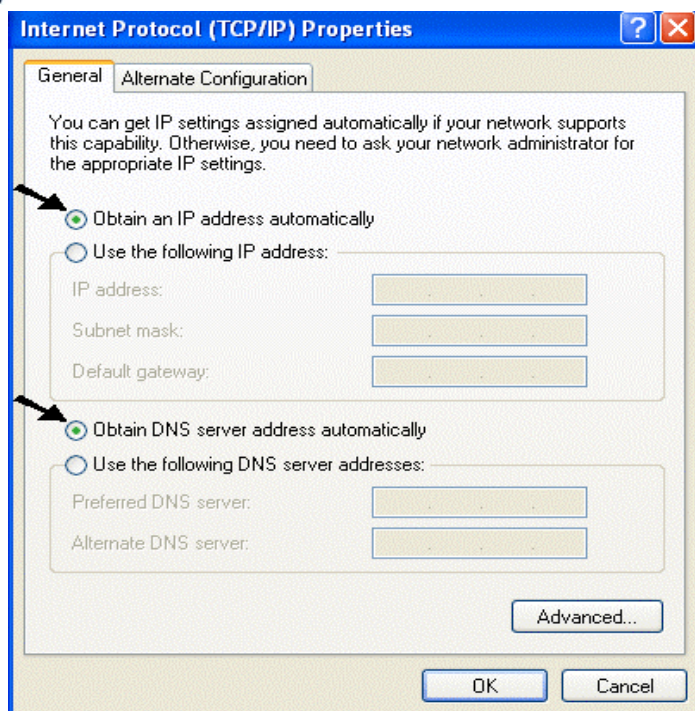 Internet Protocol (TCP/IP) Properties
General
Alternate Configuration
You can get IP settings assigned automatically if your network supports
this capability. Otherwise, you need to ask your network administrator for
the appropriate IP settings.
Obtain an IP address automatically
Use the following IP address:
IP address:
Subnet mask:
Default gateway:
Obtain DNS server address automatically
Use the following DNS server addresses:
Preferred DNS server:
Alternate DNS server:
Advanced...
OK
Cancel